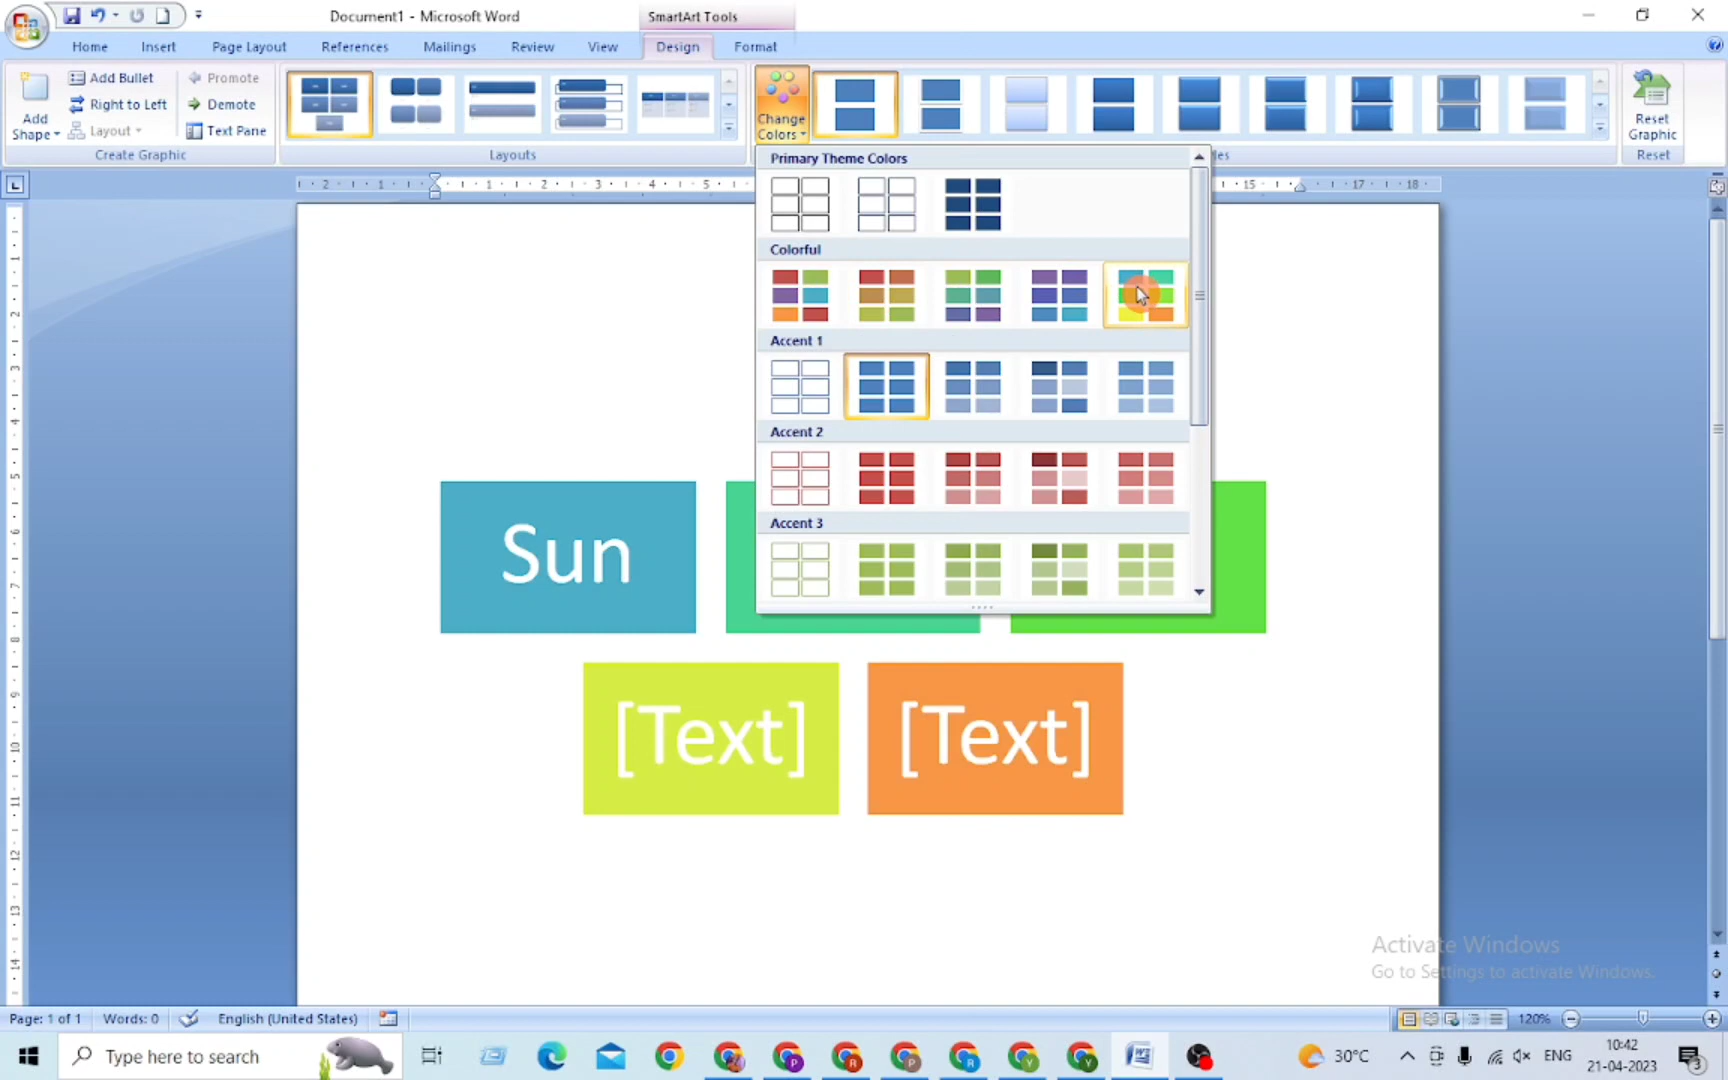 Document1 - Microsoft Word
SmartArt Tools
Home
Insert
Page Layout
References
Mailings
Review
View
Design
Format
Add Shape
Add Bullet
Right to Left
Layout
Promote
Demote
Text Pane
Create Graphic
Layouts
Change Colors
Reset Graphic
Reset
Primary Theme Colors
Colorful
Accent 1
Accent 2
Accent 3
Sun
[Text]
[Text]
Activate Windows
Go to Settings to activate Windows.
Page: 1 of 1
Words: 0
English (United States)
120%
Type here to search
30°C
ENG
10:42
21-04-2023